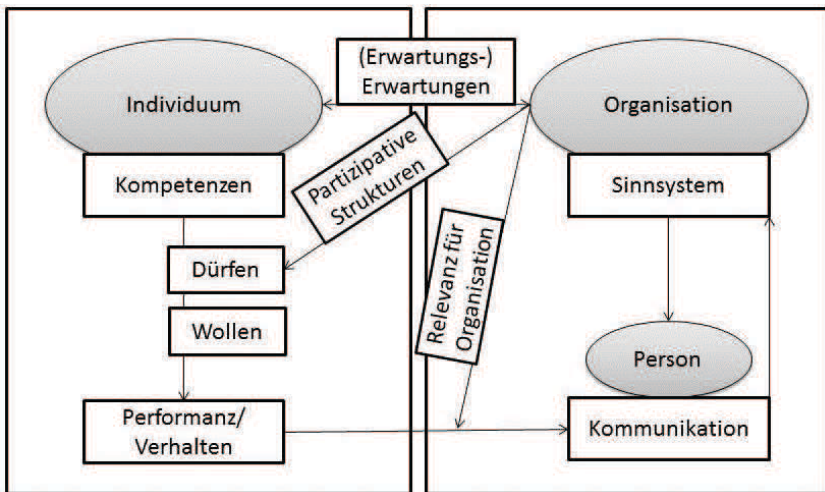 (Erwartungs-)
Erwartungen
Individuum
Organisation
Kompetenzen
Partizipative
Strukturen
Sinnsystem
Dürfen
Relevanz für
Organisation
Wollen
Person
Performanz/
Verhalten
Kommunikation